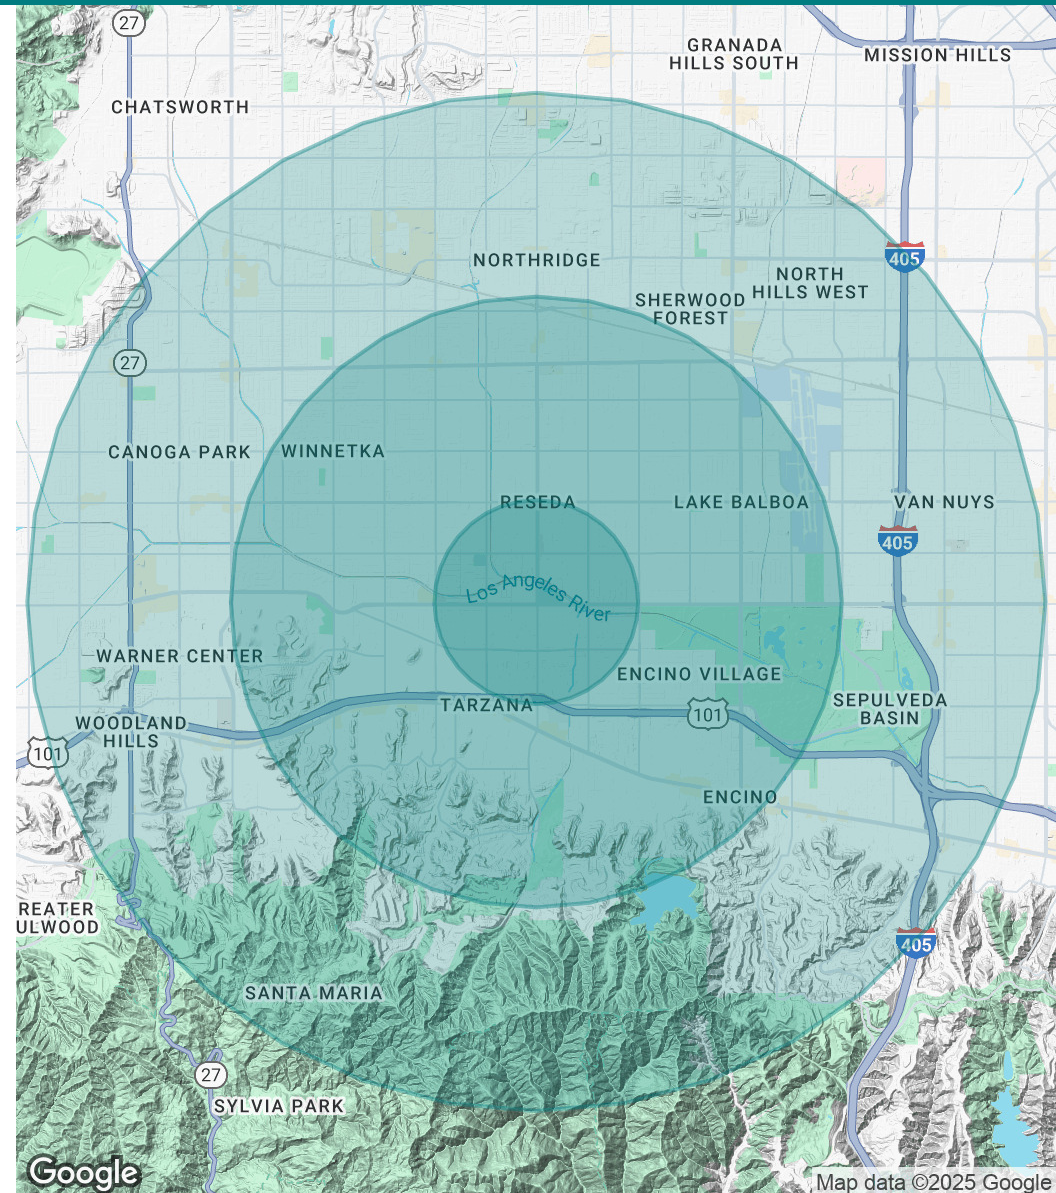 27
GRANADA
HILLS SOUTH
MISSION HILLS
CHATSWORTH
NORTHRIDGE
405
NORTH
HILLS WEST
SHERWOOD
FOREST
27
CANOGA PARK
WINNETKA
RESEDA
LAKE BALBOA
VAN NUYS
405
Los Angeles River
WARNER CENTER
ENCINO VILLAGE
TARZANA
SEPULVEDA
BASIN
101
WOODLAND
HILLS
101
ENCINO
REATER
ULWOOD
405
SANTA MARIA
27
SYLVIA PARK
Google
Map data ©2025 Google